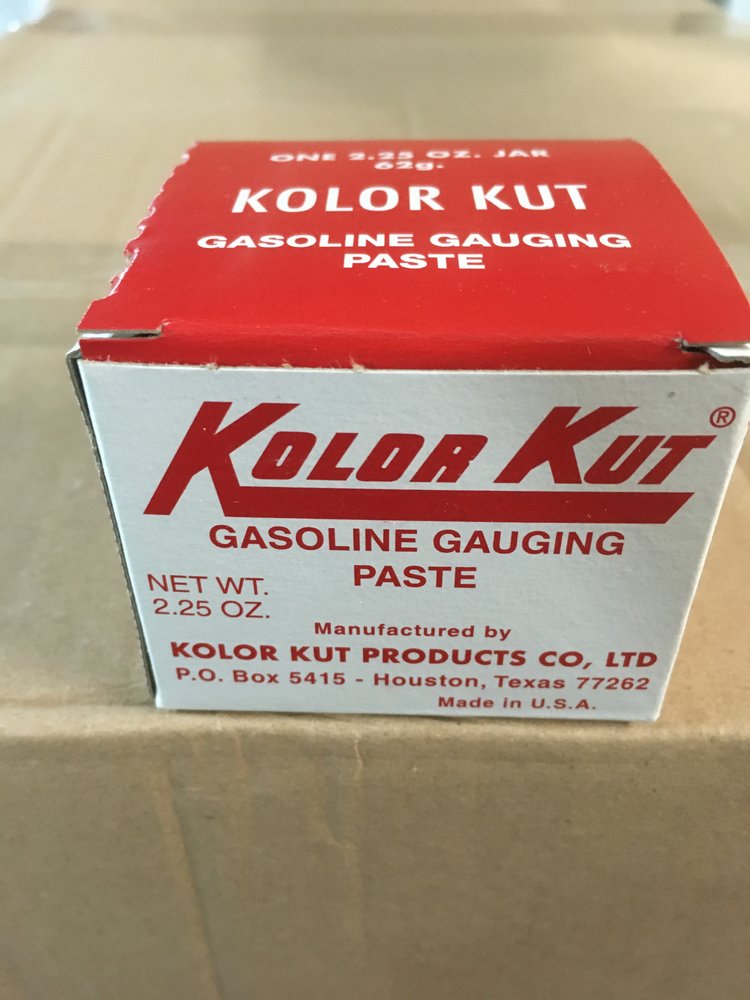 ONE 2.25 OZ. JAR
62g.
KOLOR KUT
GASOLINE GAUGING
PASTE
KOLOR KUT®
GASOLINE GAUGING
PASTE
NET WT.
2.25 OZ.
Manufactured by
KOLOR KUT PRODUCTS CO, LTD
P.O. Box 5415 - Houston, Texas 77262
Made in U.S.A.